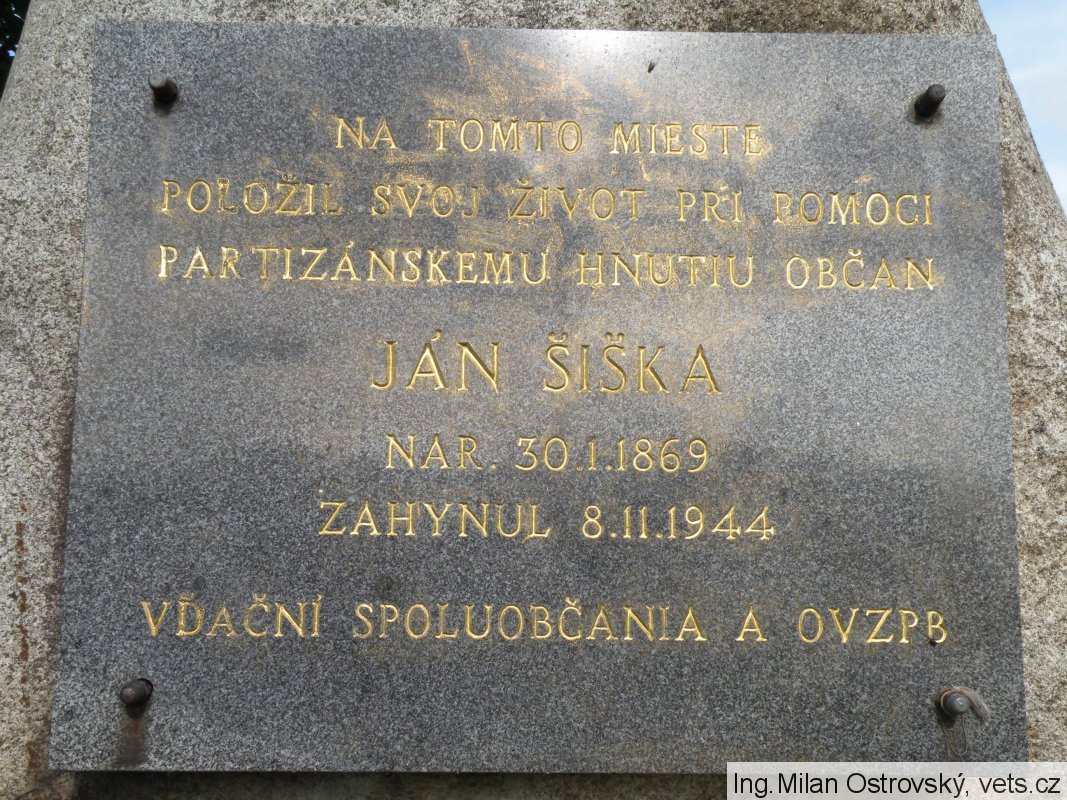 NA TOMTO MIESTE
POLOŽIL SVOJ ŽIVOT PRI POMOCI
PARTIZÁNSKEMU HNUTIU OBČAN
JÁN ŠIŠKA
NAR. 30.1.1869
ZAHYNUL 8.11.1944
VĎAČNÍ SPOLUOBČANIA A OVZPB
Ing. Milan Ostrovský, vets.cz